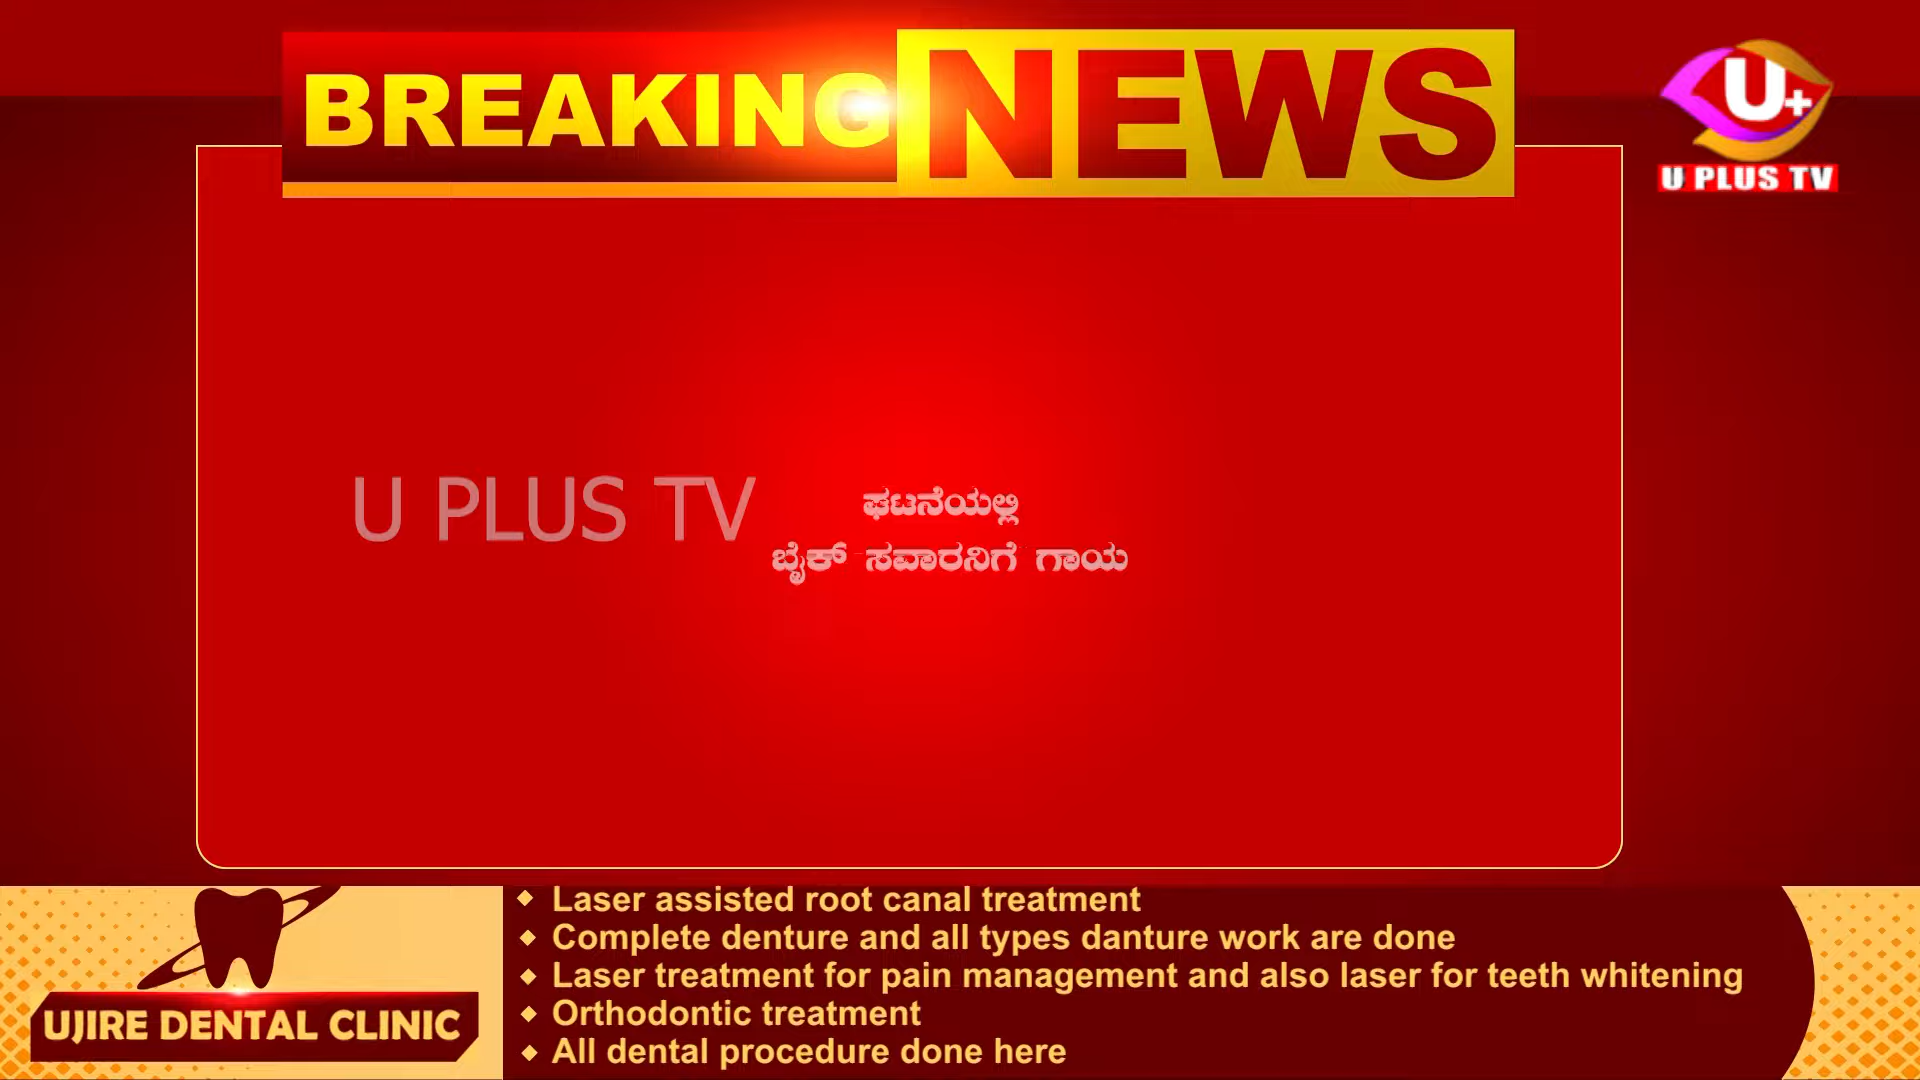 BREAKING NEWS
U+
U PLUS TV
U PLUS TV
ಘಟನೆಯಲ್ಲಿ
ಬೈಕ್ ಸವಾರನಿಗೆ ಗಾಯ
UJIRE DENTAL CLINIC
Laser assisted root canal treatment
Complete denture and all types danture work are done
Laser treatment for pain management and also laser for teeth whitening
Orthodontic treatment
All dental procedure done here